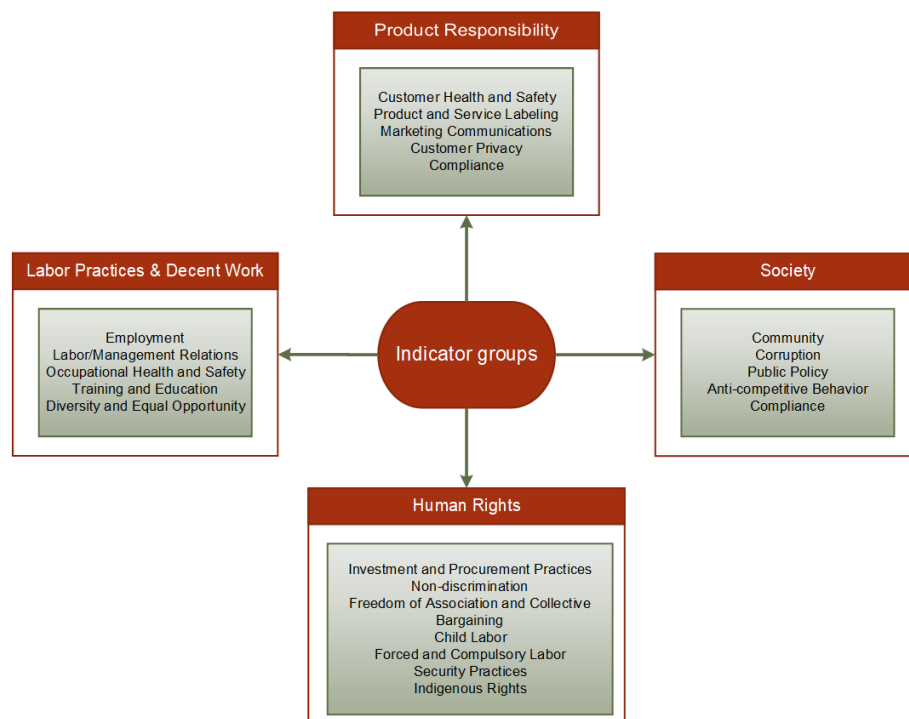 Product Responsibility
Customer Health and Safety
Product and Service Labeling
Marketing Communications
Customer Privacy
Compliance
Labor Practices & Decent Work
Employment
Labor/Management Relations
Occupational Health and Safety
Training and Education
Diversity and Equal Opportunity
Indicator groups
Society
Community
Corruption
Public Policy
Anti-competitive Behavior
Compliance
Human Rights
Investment and Procurement Practices
Non-discrimination
Freedom of Association and Collective
Bargaining
Child Labor
Forced and Compulsory Labor
Security Practices
Indigenous Rights